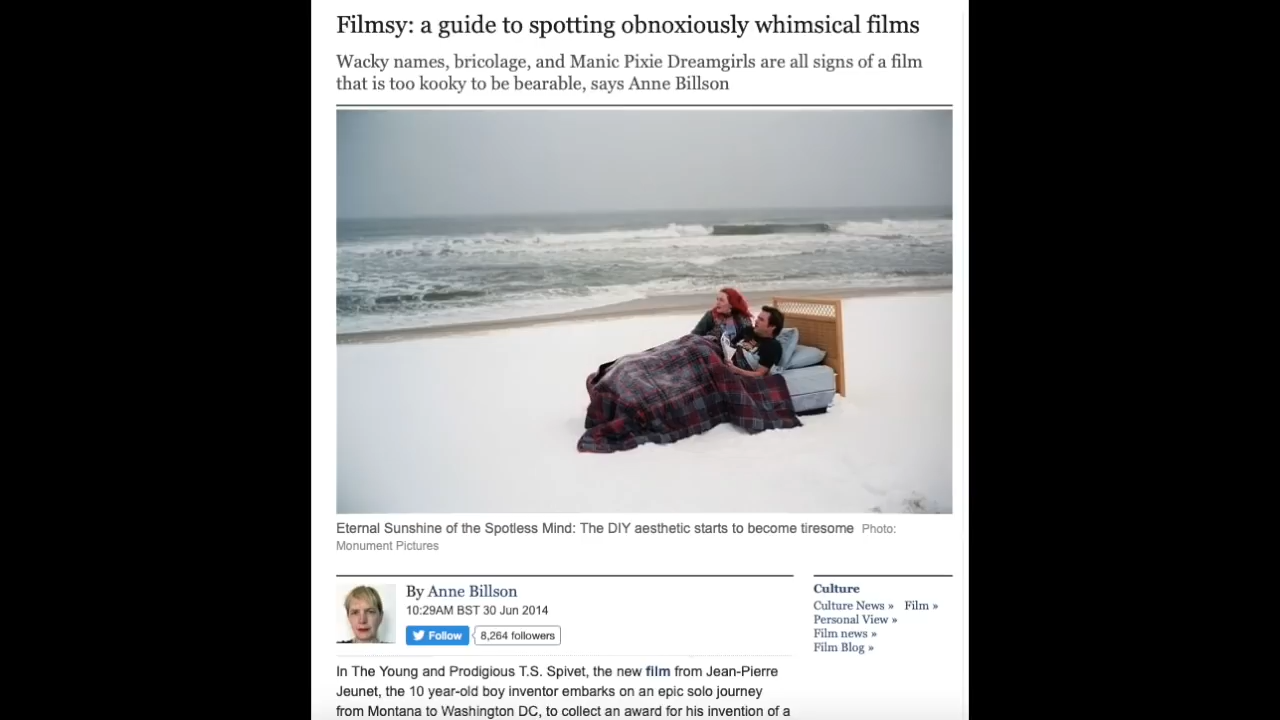 Filmsy: a guide to spotting obnoxiously whimsical films
Wacky names, bricolage, and Manic Pixie Dreamgirls are all signs of a film
that is too kooky to be bearable, says Anne Billson
Eternal Sunshine of the Spotless Mind: The DIY aesthetic starts to become tiresome Photo:
Monument Pictures
By Anne Billson
10:29AM BST 30 Jun 2014
Follow 8,264 followers
In The Young and Prodigious T.S. Spivet, the new film from Jean-Pierre
Jeunet, the 10 year-old boy inventor embarks on an epic solo journey
from Montana to Washington DC, to collect an award for his invention of a
Culture
Culture News » Film »
Personal View »
Film news »
Film Blog »